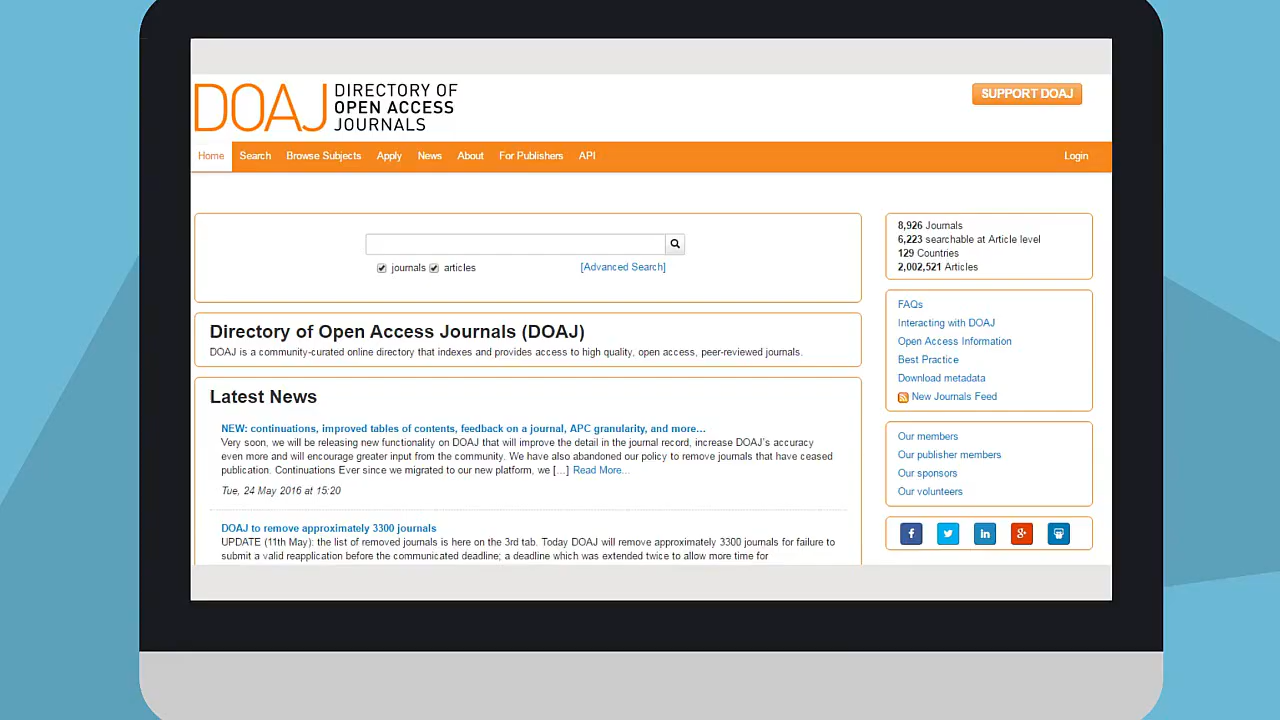 DOAJ DIRECTORY OF
OPEN ACCESS
JOURNALS
SUPPORT DOAJ
Home Search Browse Subjects Apply News About For Publishers API Login
journals articles [Advanced Search]
Directory of Open Access Journals (DOAJ)
DOAJ is a community-curated online directory that indexes and provides access to high quality, open access, peer-reviewed journals.
Latest News
NEW: continuations, improved tables of contents, feedback on a journal, APC granularity, and more…
Very soon, we will be releasing new functionality on DOAJ that will improve the detail in the journal record, increase DOAJ's accuracy
even more and will encourage greater input from the community. We have also abandoned our policy to remove journals that have ceased
publication. Continuations Ever since we migrated to our new platform, we […] Read More...
Tue, 24 May 2016 at 15:20
DOAJ to remove approximately 3300 journals
UPDATE (11th May): the list of removed journals is here on the 3rd tab. Today DOAJ will remove approximately 3300 journals for failure to
submit a valid reapplication before the communicated deadline; a deadline which was extended twice to allow more time for
8,926 Journals
6,223 searchable at Article level
129 Countries
2,002,521 Articles
FAQs
Interacting with DOAJ
Open Access Information
Best Practice
Download metadata
New Journals Feed
Our members
Our publisher members
Our sponsors
Our volunteers